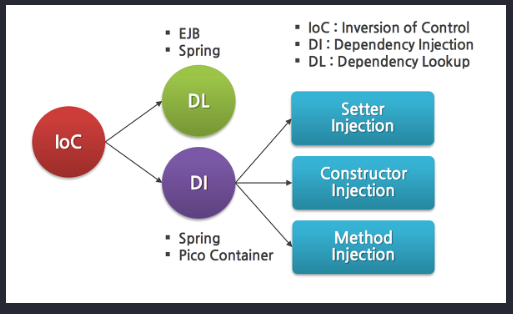 ▪ EJB
▪ Spring
▪ IoC : Inversion of Control
▪ DI : Dependency Injection
▪ DL : Dependency Lookup
DL
IoC
DI
Setter
Injection
Constructor
Injection
Method
Injection
▪ Spring
▪ Pico Container